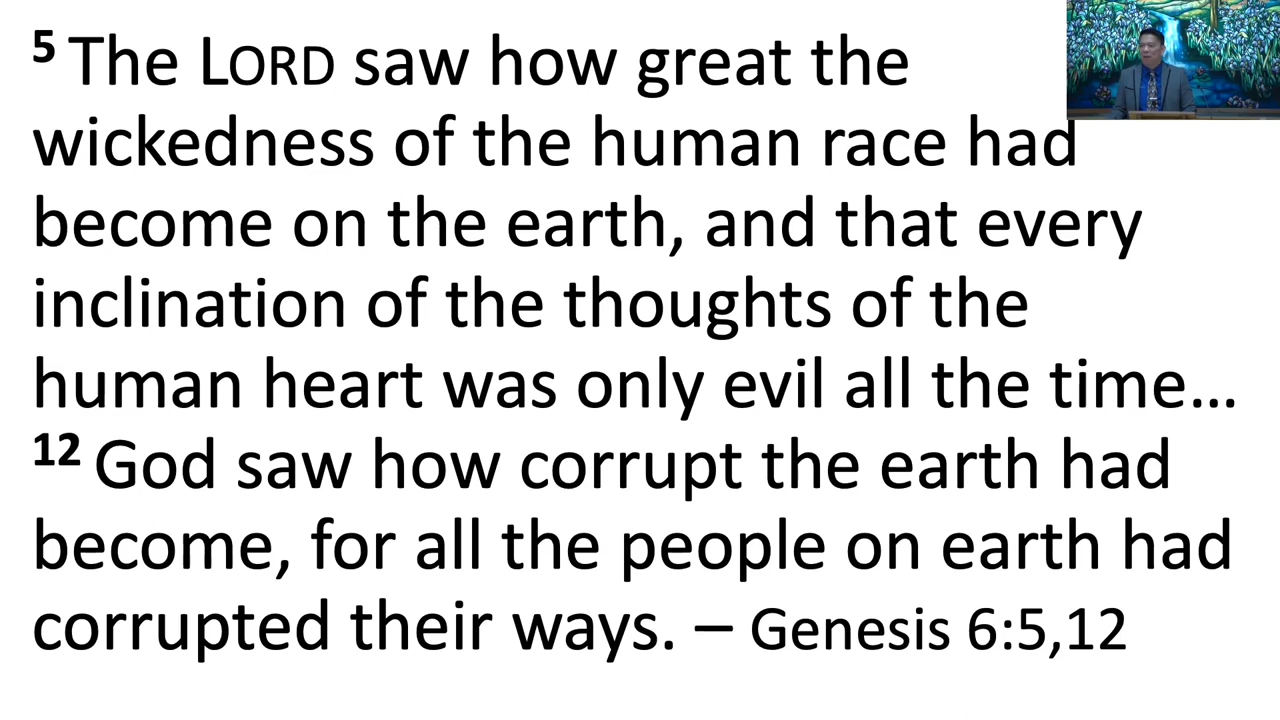 5 The LORD saw how great the
wickedness of the human race had
become on the earth, and that every
inclination of the thoughts of the
human heart was only evil all the time…
12 God saw how corrupt the earth had
become, for all the people on earth had
corrupted their ways. – Genesis 6:5,12